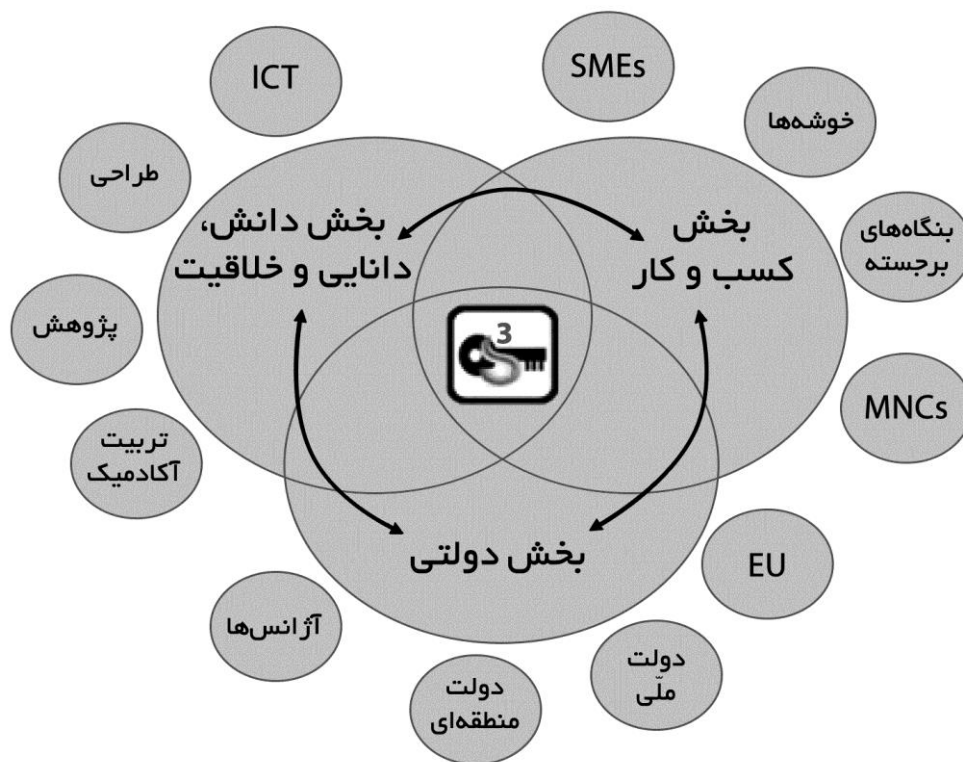 ICT
SMEs
خوشه‌ها
طراحی
بخش دانش،
دانایی و خلاقیت
بخش
کسب و کار
بنگاه‌های
برجسته
پژوهش
3
MNCs
تربیت
آکادمیک
بخش دولتی
EU
آژانس‌ها
دولت
ملّی
دولت
منطقه‌ای